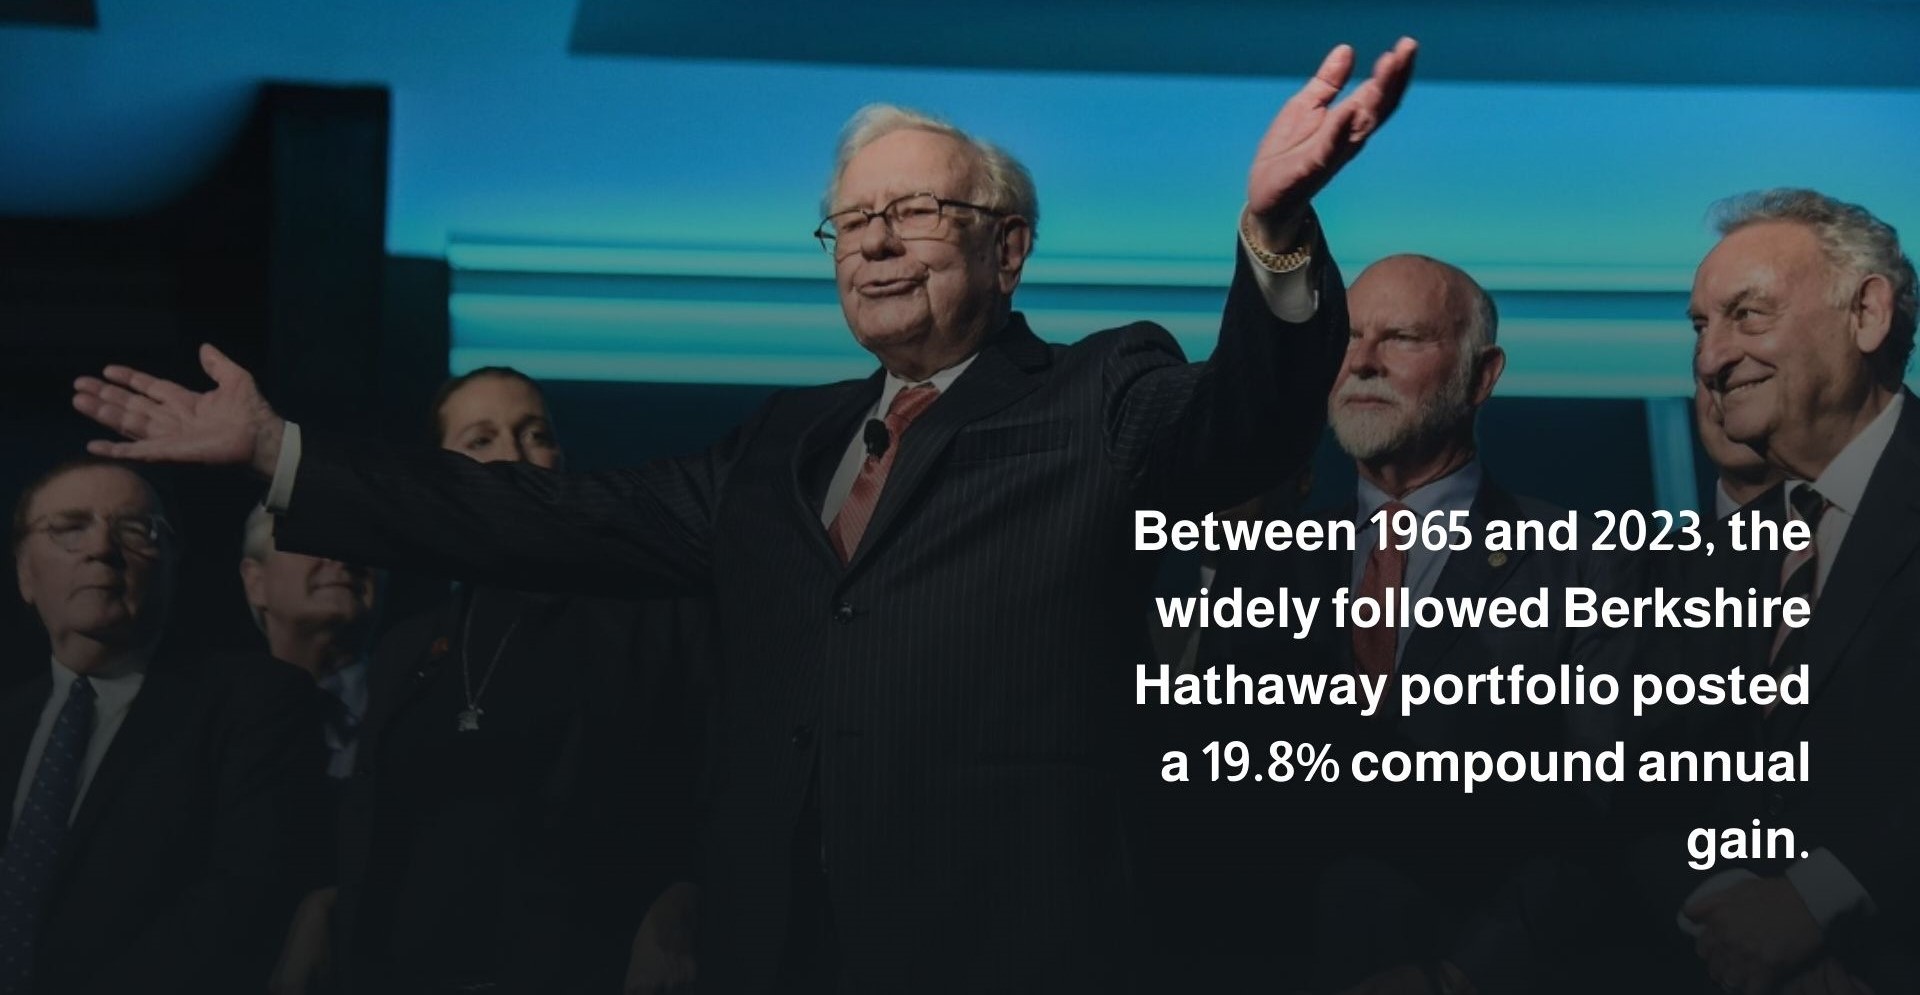 Between 1965 and 2023, the
widely followed Berkshire
Hathaway portfolio posted
a 19.8% compound annual
gain.